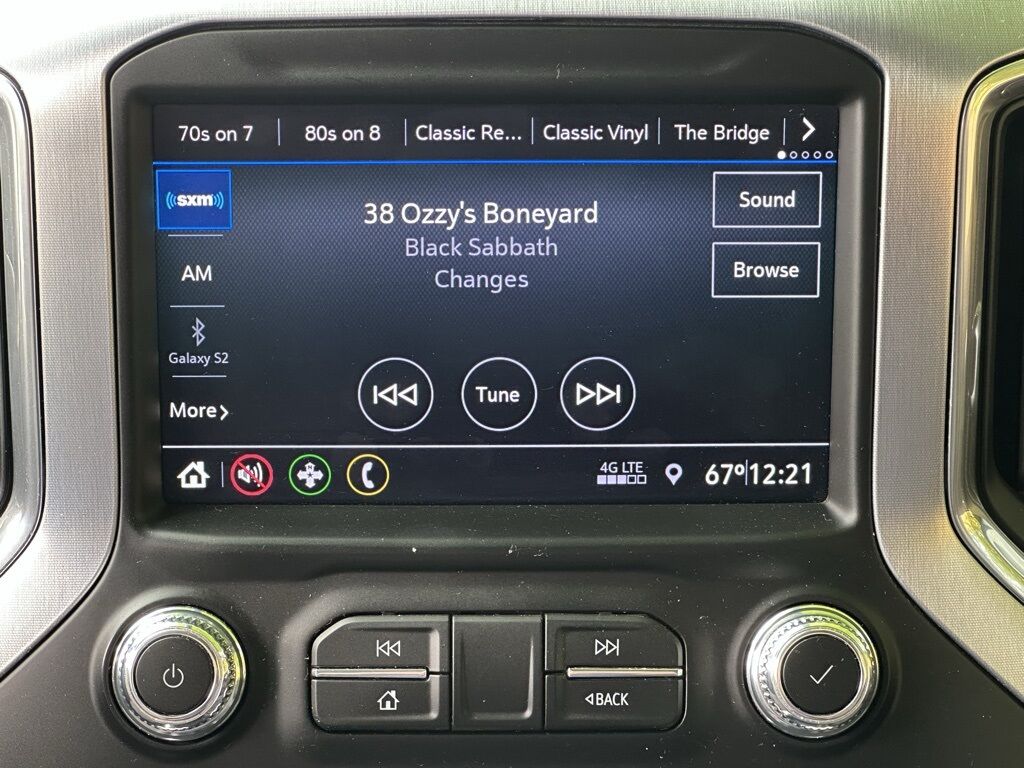 70s on 7
80s on 8
Classic Re...
Classic Vinyl
The Bridge
((sxm))
38 Ozzy's Boneyard
Black Sabbath
Changes
Sound
Browse
AM
Galaxy S2
More
Tune
4G LTE
67° 12:21
BACK